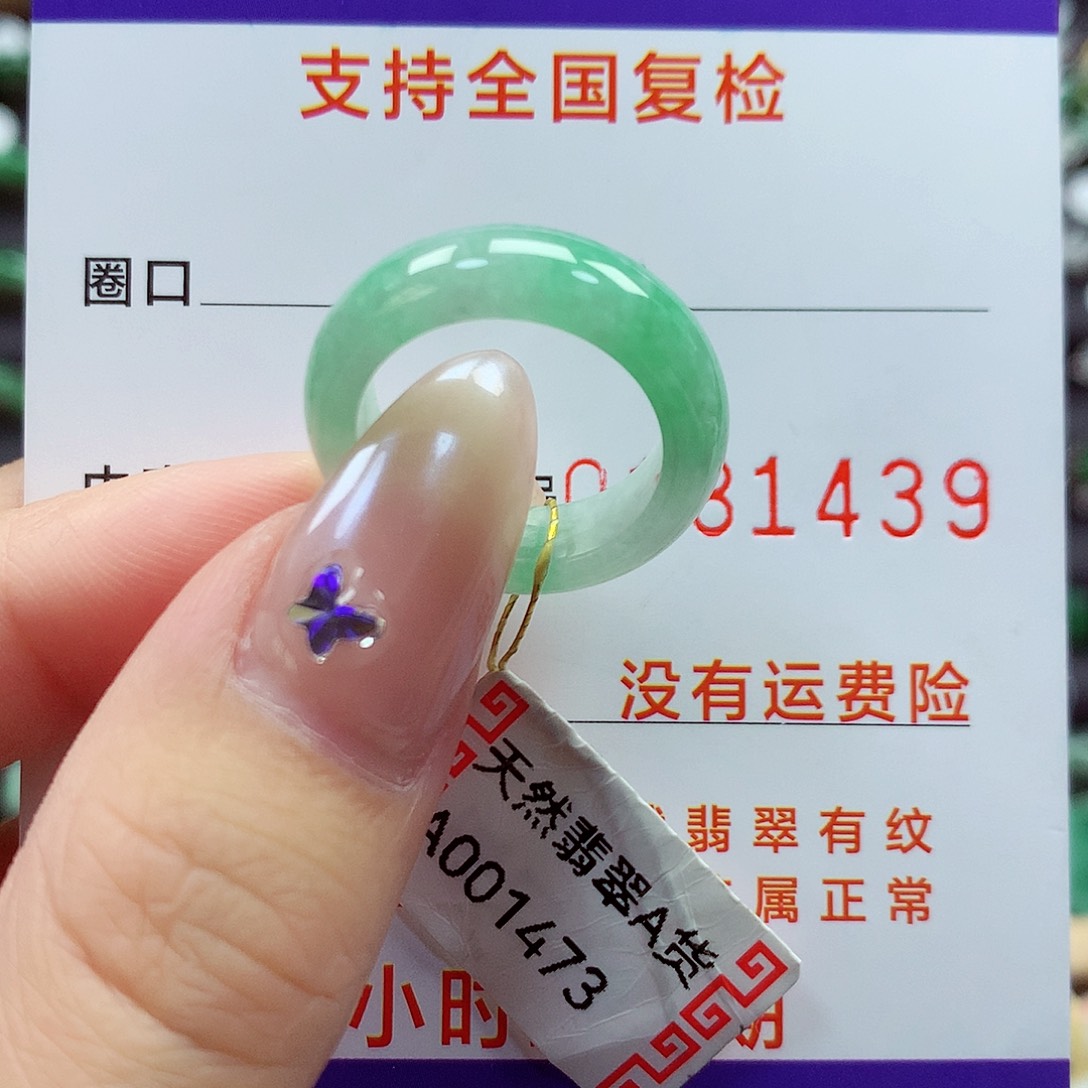 支持全国复检
圈口
31439
没有运费险
翡翠有纹
属正常
小时
期
天然翡翠A货
A001473